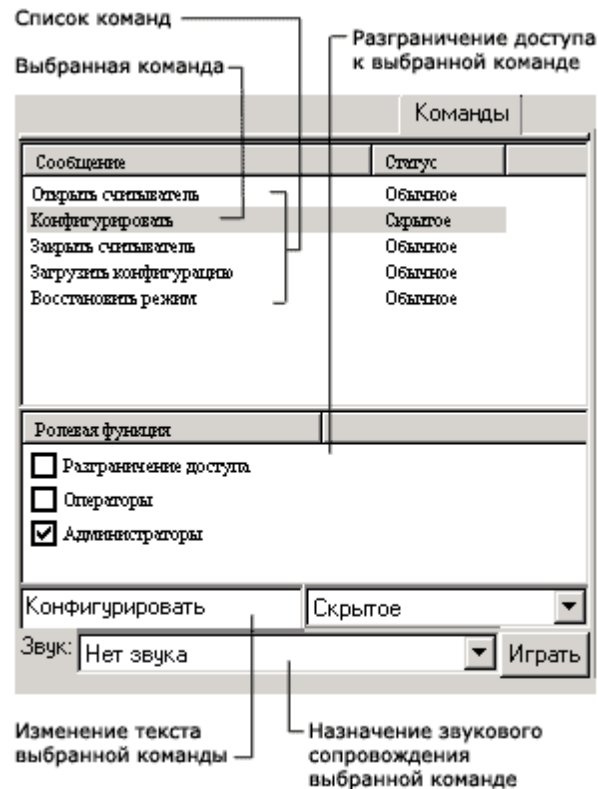 Список команд
Разграничение доступа
к выбранной команде
Выбранная команда
Команды
Сообщение Статус
Открыть считыватель Обычное
Конфигурировать Скрытое
Закрыть считыватель Обычное
Загрузить конфигурацию Обычное
Восстановить режим Обычное
Ролевая функция
Разграничение доступа
Операторы
Администраторы
Конфигурировать Скрытое
Звук: Нет звука Играть
Изменение текста
выбранной команды
Назначение звукового
сопровождения
выбранной команде